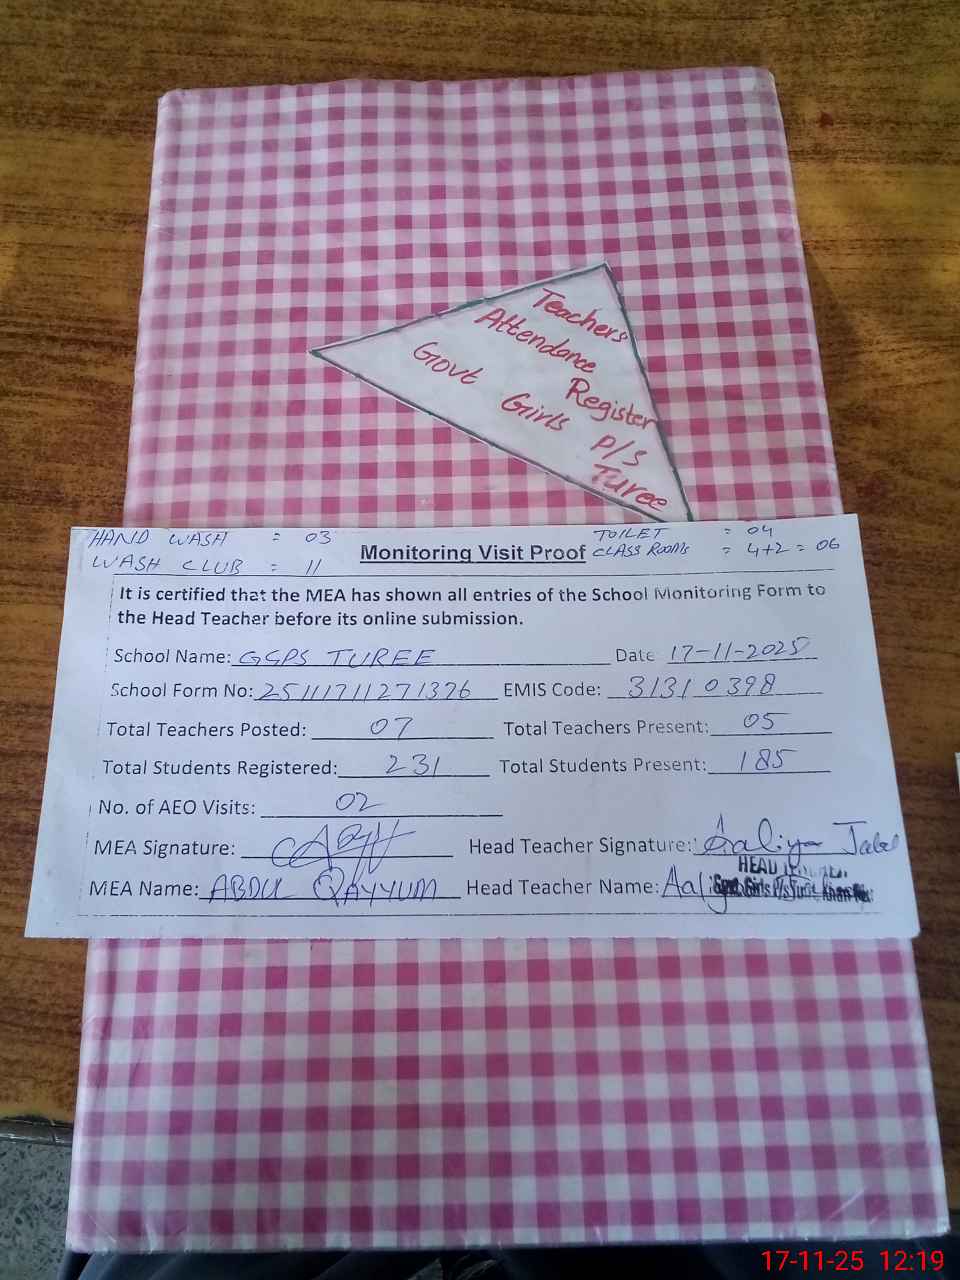 Teachers
Attendance
Register
Govt Girls P/S
Turee
HAND WASH : 03
TOILET = 04
WASH CLUB = 11
CLASS ROOMS = 4+2 = 06
Monitoring Visit Proof
It is certified that the MEA has shown all entries of the School Monitoring Form to
the Head Teacher before its online submission.
School Name: GGPS TUREE Date 17-11-2025
School Form No: 25111711271376 EMIS Code: 31310398
Total Teachers Posted: 07 Total Teachers Present: 05
Total Students Registered: 231 Total Students Present: 185
No. of AEO Visits: 02
MEA Signature: Head Teacher Signature: Aaliya
MEA Name: ABDUL QAYYUM Head Teacher Name:
HEAD
Govt. Girls P/S
17-11-25 12:19